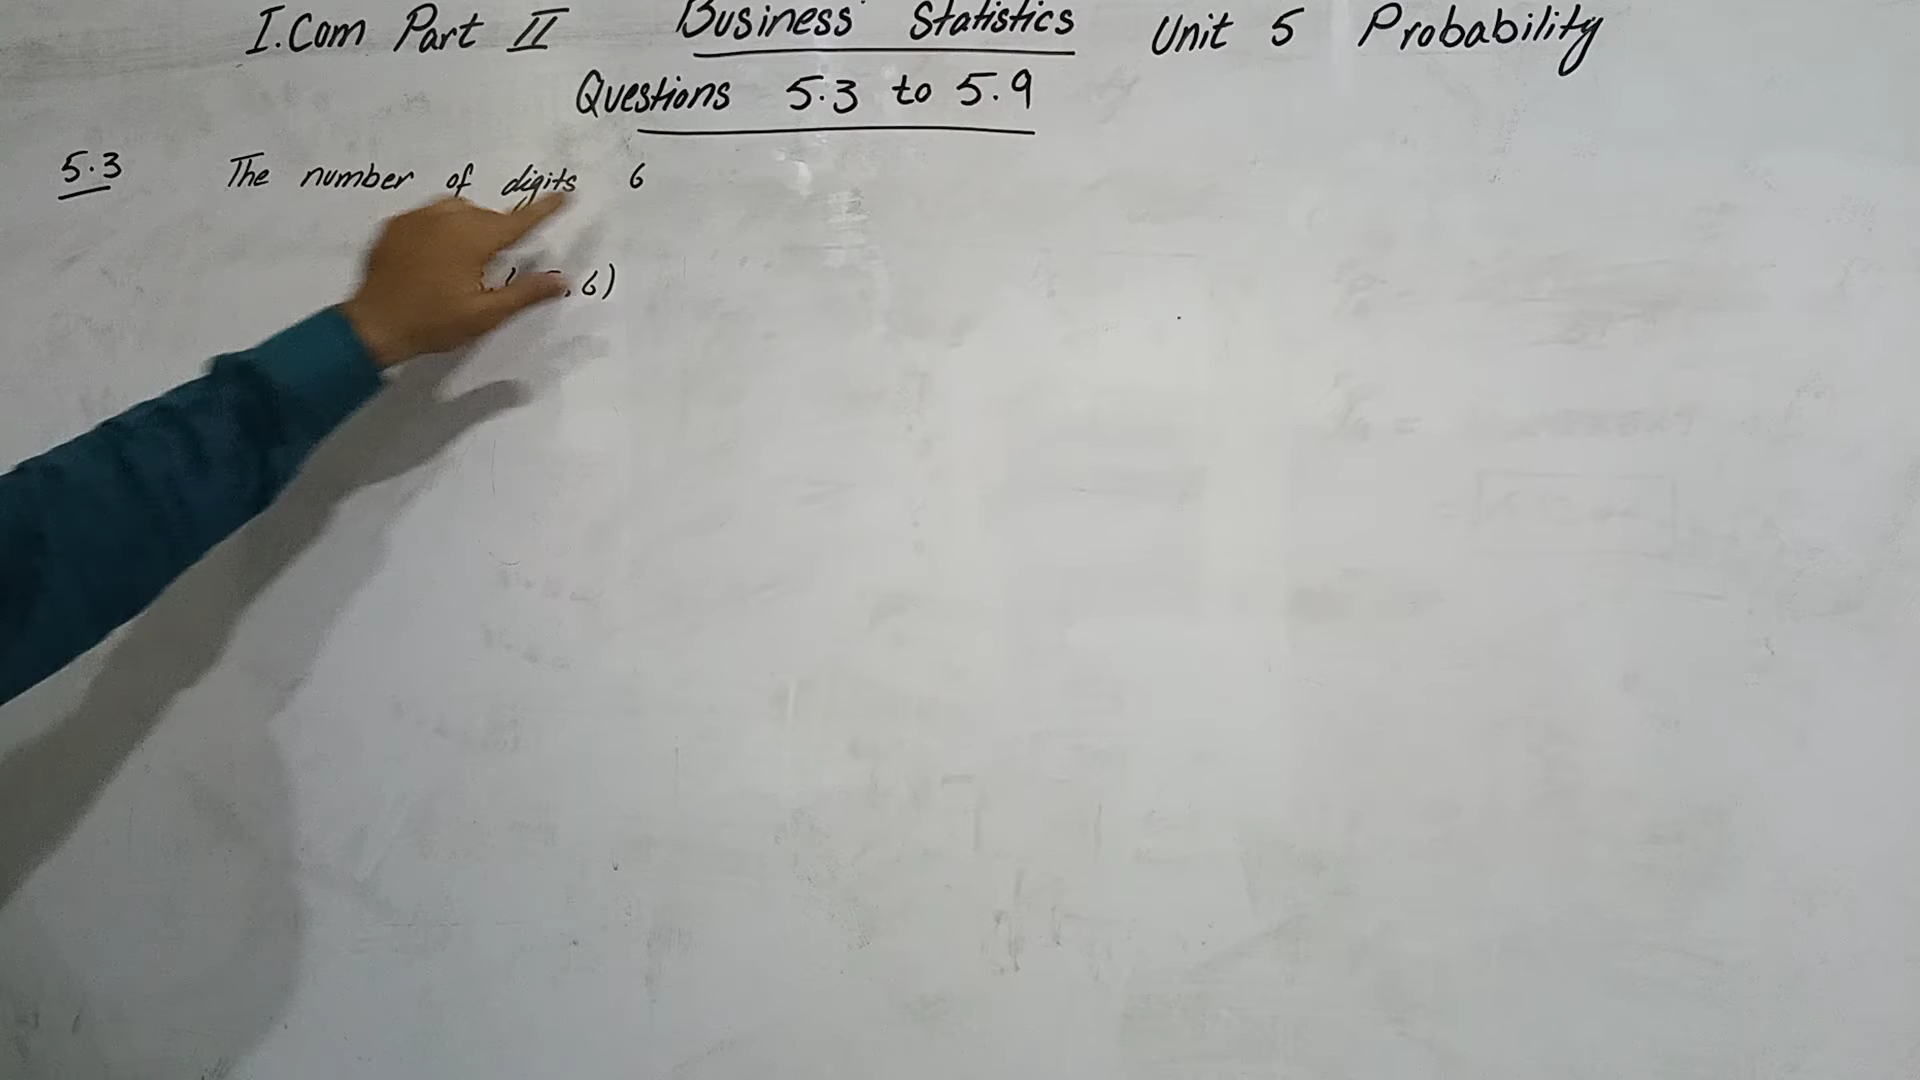 I.Com Part II Business Statistics Unit 5 Probability
Questions 5.3 to 5.9
5.3 The number of digits 6
, 6)